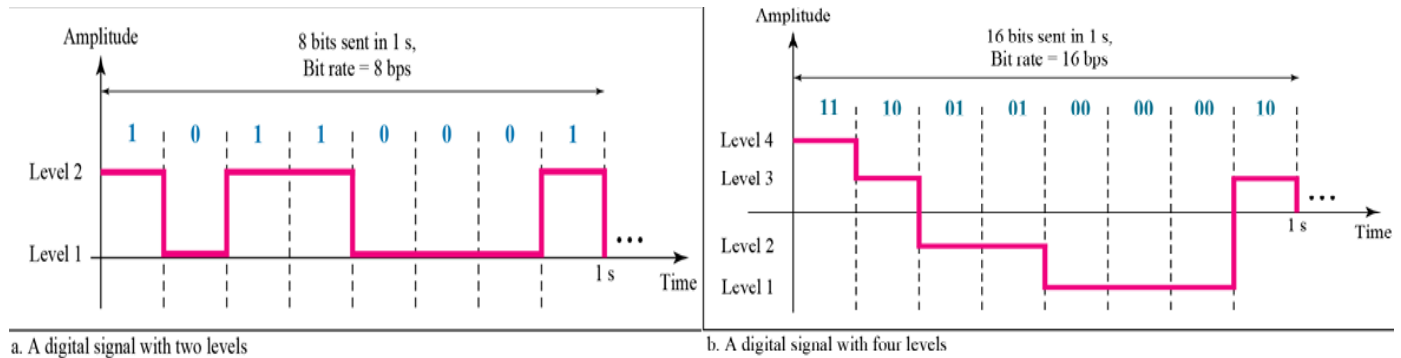 Amplitude
8 bits sent in 1 s,
Bit rate = 8 bps
1 0 1 1 0 0 0 1
Level 2
Level 1
...
1 s
Time
a. A digital signal with two levels
Amplitude
16 bits sent in 1 s,
Bit rate = 16 bps
11 10 01 01 00 00 00 10
Level 4
Level 3
Level 2
Level 1
...
1 s
Time
b. A digital signal with four levels